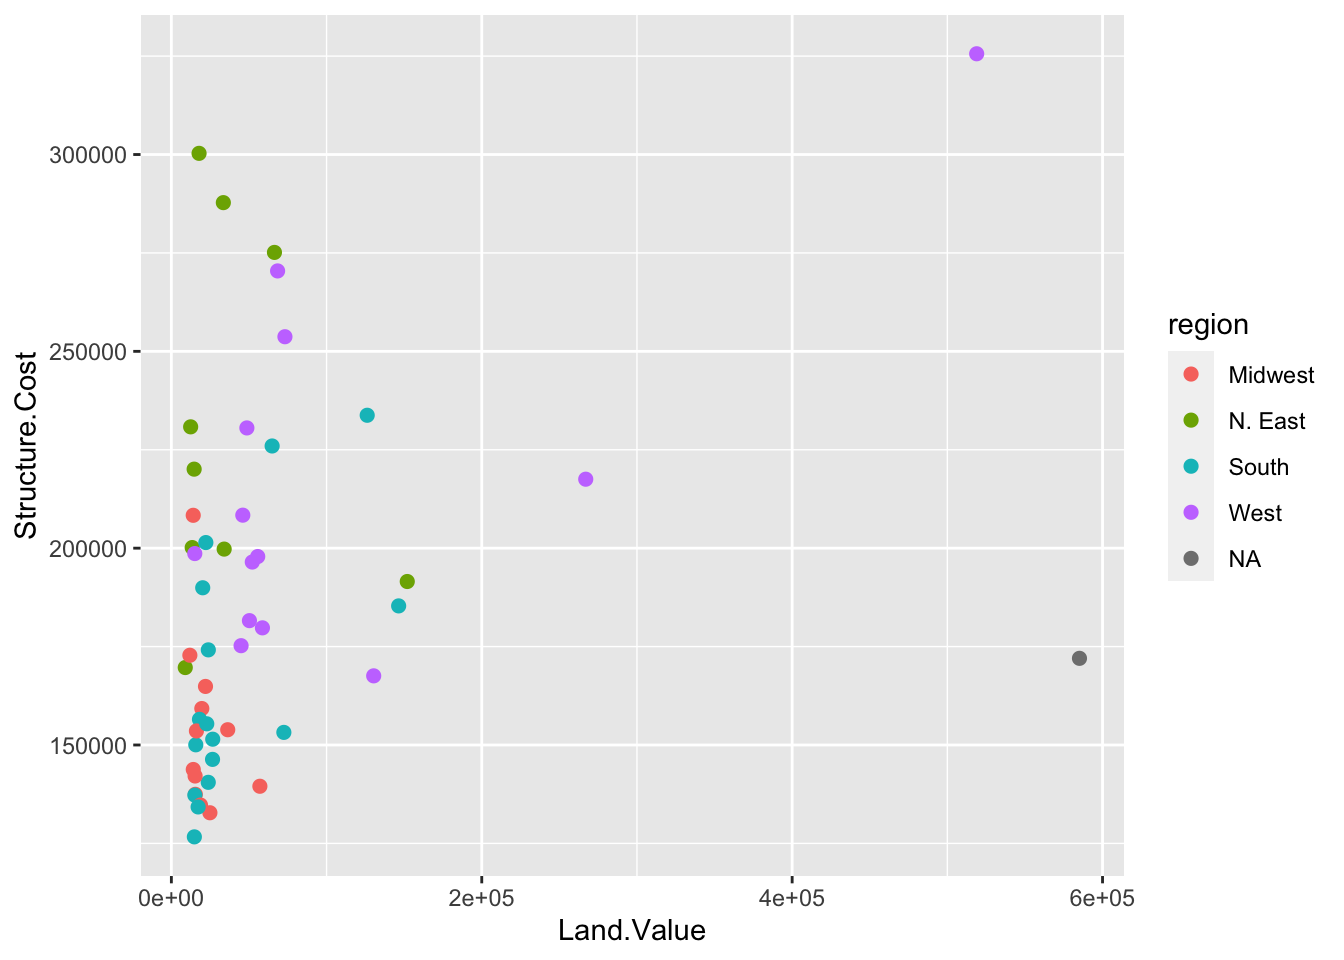 Structure.Cost
300000
250000
200000
150000
0e+00
2e+05
4e+05
6e+05
Land.Value
region
Midwest
N. East
South
West
NA